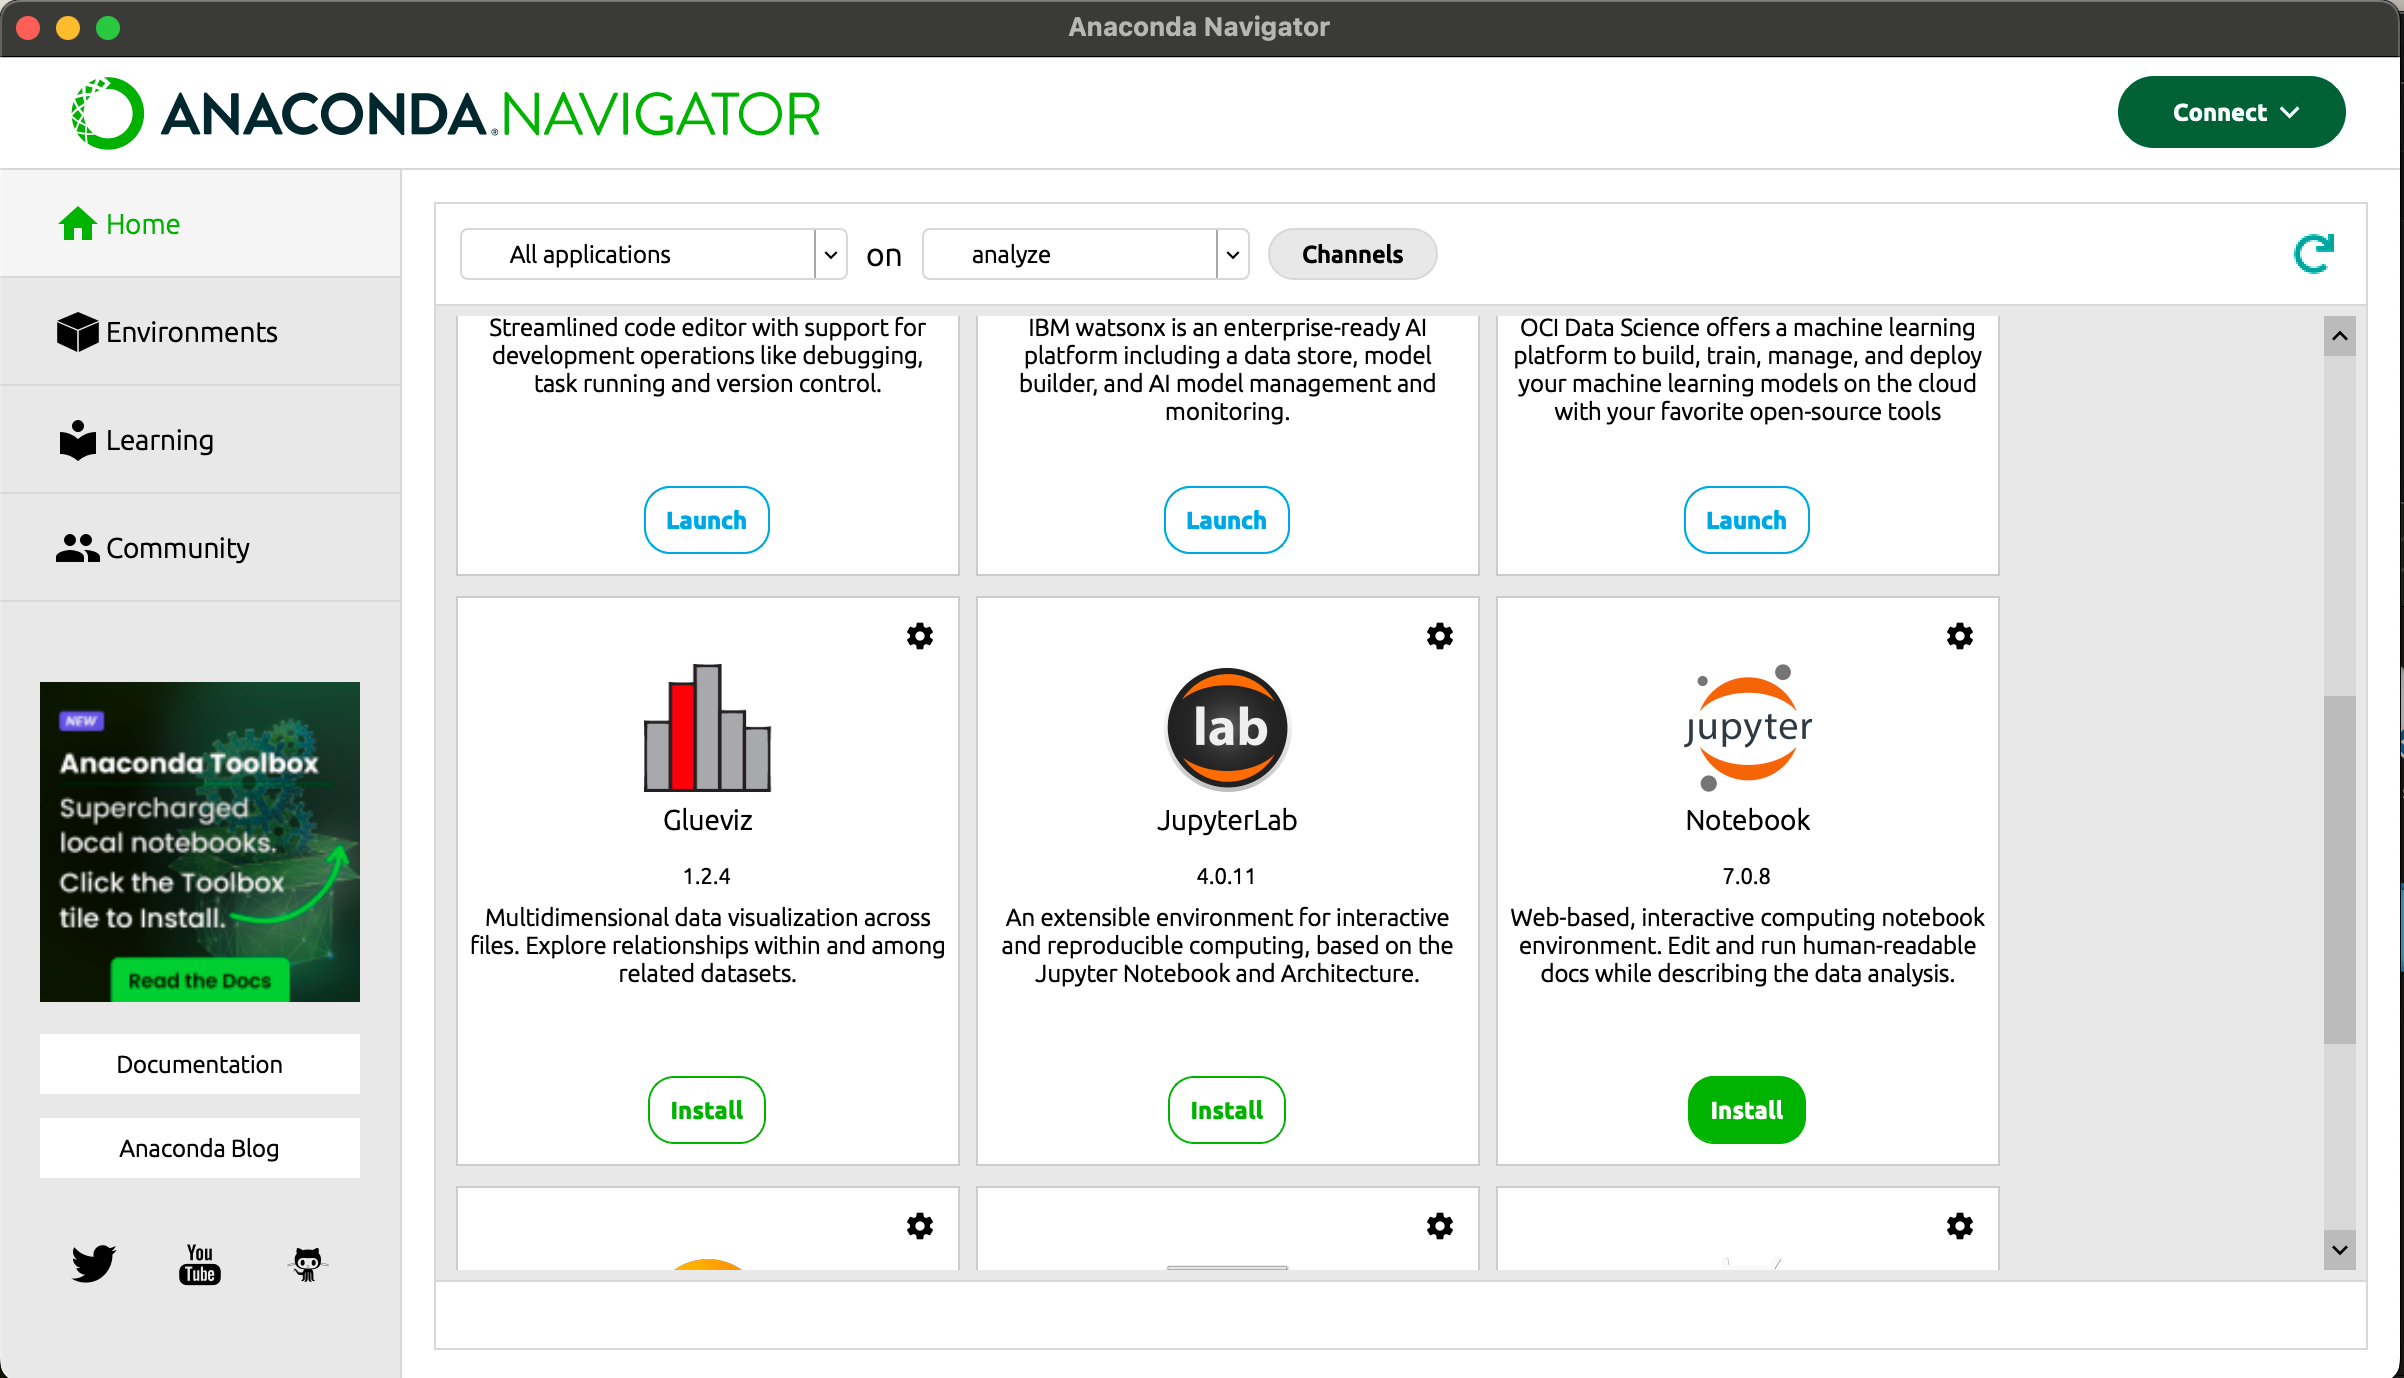 Anaconda Navigator
ANACONDA.NAVIGATOR
Connect
Home
Environments
Learning
Community
NEW
Anaconda Toolbox
Supercharged
local notebooks.
Click the Toolbox
tile to Install.
Read the Docs
Documentation
Anaconda Blog
You
Tube
All applications
on
analyze
Channels
Streamlined code editor with support for
development operations like debugging,
task running and version control.
Launch
IBM watsonx is an enterprise-ready AI
platform including a data store, model
builder, and AI model management and
monitoring.
Launch
OCI Data Science offers a machine learning
platform to build, train, manage, and deploy
your machine learning models on the cloud
with your favorite open-source tools
Launch
Glueviz
1.2.4
Multidimensional data visualization across
files. Explore relationships within and among
related datasets.
Install
lab
JupyterLab
4.0.11
An extensible environment for interactive
and reproducible computing, based on the
Jupyter Notebook and Architecture.
Install
jupyter
Notebook
7.0.8
Web-based, interactive computing notebook
environment. Edit and run human-readable
docs while describing the data analysis.
Install